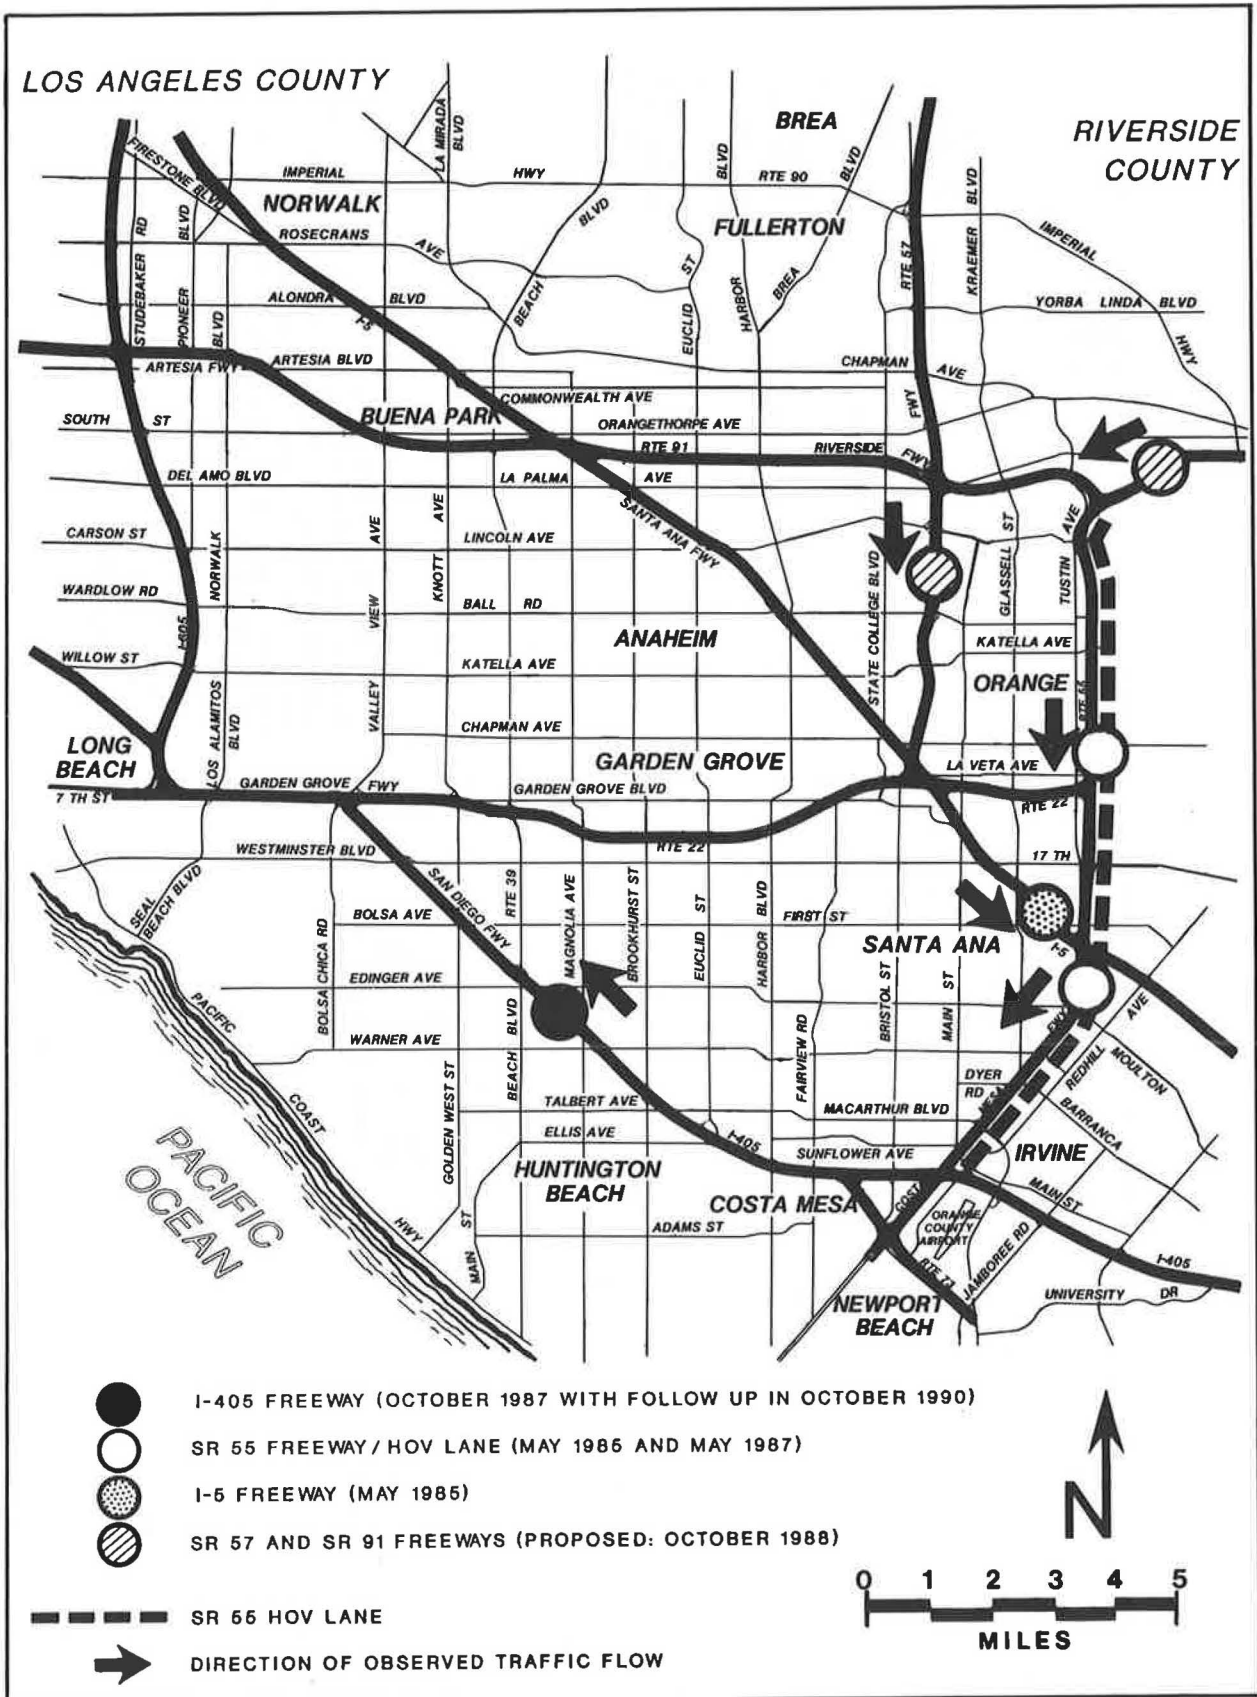 LOS ANGELES COUNTY
BREA
RIVERSIDE
COUNTY
FIRESTONE BLVD
LA MIRADA
BLVD
IMPERIAL
HWY
RTE 90
BLVD
BLVD
BLVD
NORWALK
FULLERTON
RD
BLVD
ROSECRANS
AVE
BLVD
ST
RTE 57
KRAEMER
IMPERIAL
STUDEBAKER
PIONEER
BLVD
ALONDRA
BLVD
I-5
BEACH
EUCLID
HARBOR
BREA
YORBA LINDA BLVD
HWY
ARTESIA FWY
ARTESIA BLVD
CHAPMAN
AVE
COMMONWEALTH AVE
FWY
BUENA PARK
SOUTH
ST
ORANGETHORPE AVE
RTE 91
RIVERSIDE
FWY
DEL AMO BLVD
LA PALMA
AVE
SANTA ANA FWY
CARSON ST
NORWALK
AVE
KNOTT
AVE
LINCOLN AVE
STATE COLLEGE BLVD
GLASSELL
ST
TUSTIN
AVE
WARDLOW RD
VIEW
BALL
RD
I-605
ANAHEIM
KATELLA AVE
WILLOW ST
KATELLA AVE
ORANGE
RTE 55
LOS ALAMITOS
BLVD
VALLEY
CHAPMAN AVE
LONG
BEACH
GARDEN GROVE
LA VETA AVE
7 TH ST
GARDEN GROVE
FWY
GARDEN GROVE BLVD
RTE 22
RTE 22
WESTMINSTER BLVD
17 TH
SEAL
BEACH BLVD
SAN DIEGO FWY
RTE 39
MAGNOLIA AVE
BROOKHURST ST
EUCLID
ST
HARBOR
BLVD
BOLSA AVE
FIRST ST
SANTA ANA
I-5
BOLSA CHICA RD
EDINGER AVE
BRISTOL ST
MAIN
ST
AVE
PACIFIC
WARNER AVE
BEACH
BLVD
FAIRVIEW RD
FWY
REDHILL
MOULTON
COAST
GOLDEN WEST ST
DYER
RD
MESA
TALBERT AVE
MACARTHUR BLVD
BARRANCA
ELLIS AVE
I-405
SUNFLOWER AVE
IRVINE
PACIFIC
OCEAN
HUNTINGTON
BEACH
COSTA MESA
COST
MAIN ST
HWY
MAIN
ST
ADAMS ST
ORANGE
COUNTY
AIRPORT
RTE 73
JAMBOREE RD
I-405
NEWPORT
BEACH
UNIVERSITY
DR
I-405 FREEWAY (OCTOBER 1987 WITH FOLLOW UP IN OCTOBER 1990)
SR 55 FREEWAY/HOV LANE (MAY 1985 AND MAY 1987)
I-5 FREEWAY (MAY 1985)
SR 57 AND SR 91 FREEWAYS (PROPOSED: OCTOBER 1988)
N
0 1 2 3 4 5
MILES
SR 55 HOV LANE
DIRECTION OF OBSERVED TRAFFIC FLOW